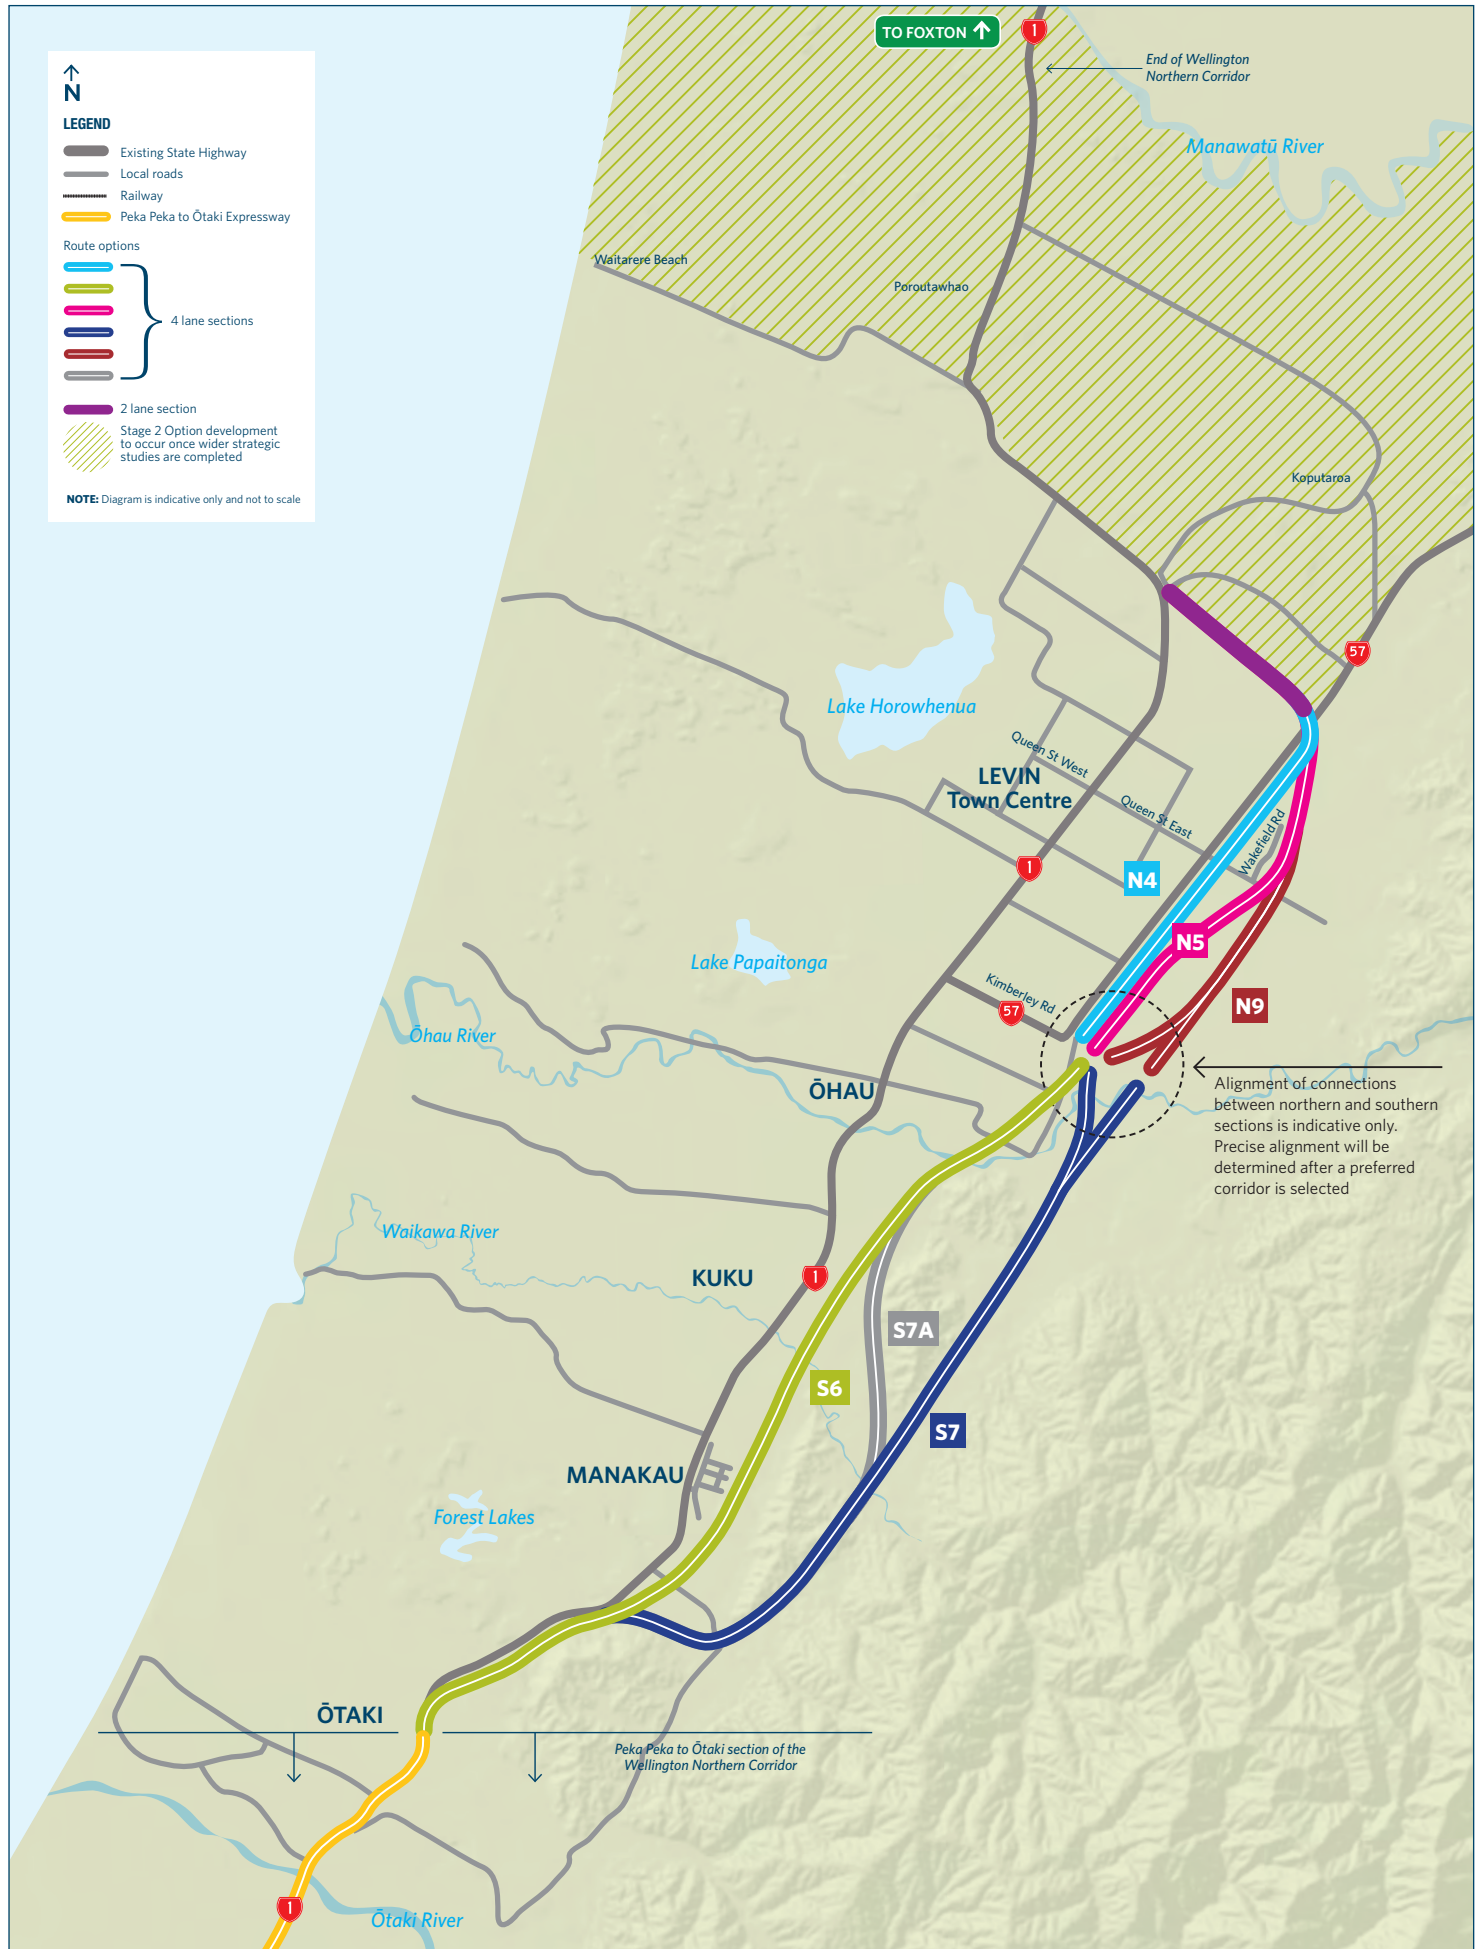 TO FOXTON
1
End of Wellington
Northern Corridor
N
LEGEND
Existing State Highway
Local roads
Railway
Peka Peka to Ōtaki Expressway
Route options
4 lane sections
2 lane section
Stage 2 Option development
to occur once wider strategic
studies are completed
NOTE: Diagram is indicative only and not to scale
Manawatū River
Waitarere Beach
Poroutawhao
Koputaroa
57
Lake Horowhenua
Queen St West
LEVIN
Town Centre
Queen St East
Wakefield Rd
1
N4
N5
Lake Papaitonga
Kimberley Rd
57
N9
Ōhau River
ŌHAU
Alignment of connections
between northern and southern
sections is indicative only.
Precise alignment will be
determined after a preferred
corridor is selected
Waikawa River
KUKU
1
S7A
S6
S7
MANAKAU
Forest Lakes
ŌTAKI
Peka Peka to Ōtaki section of the
Wellington Northern Corridor
1
Ōtaki River